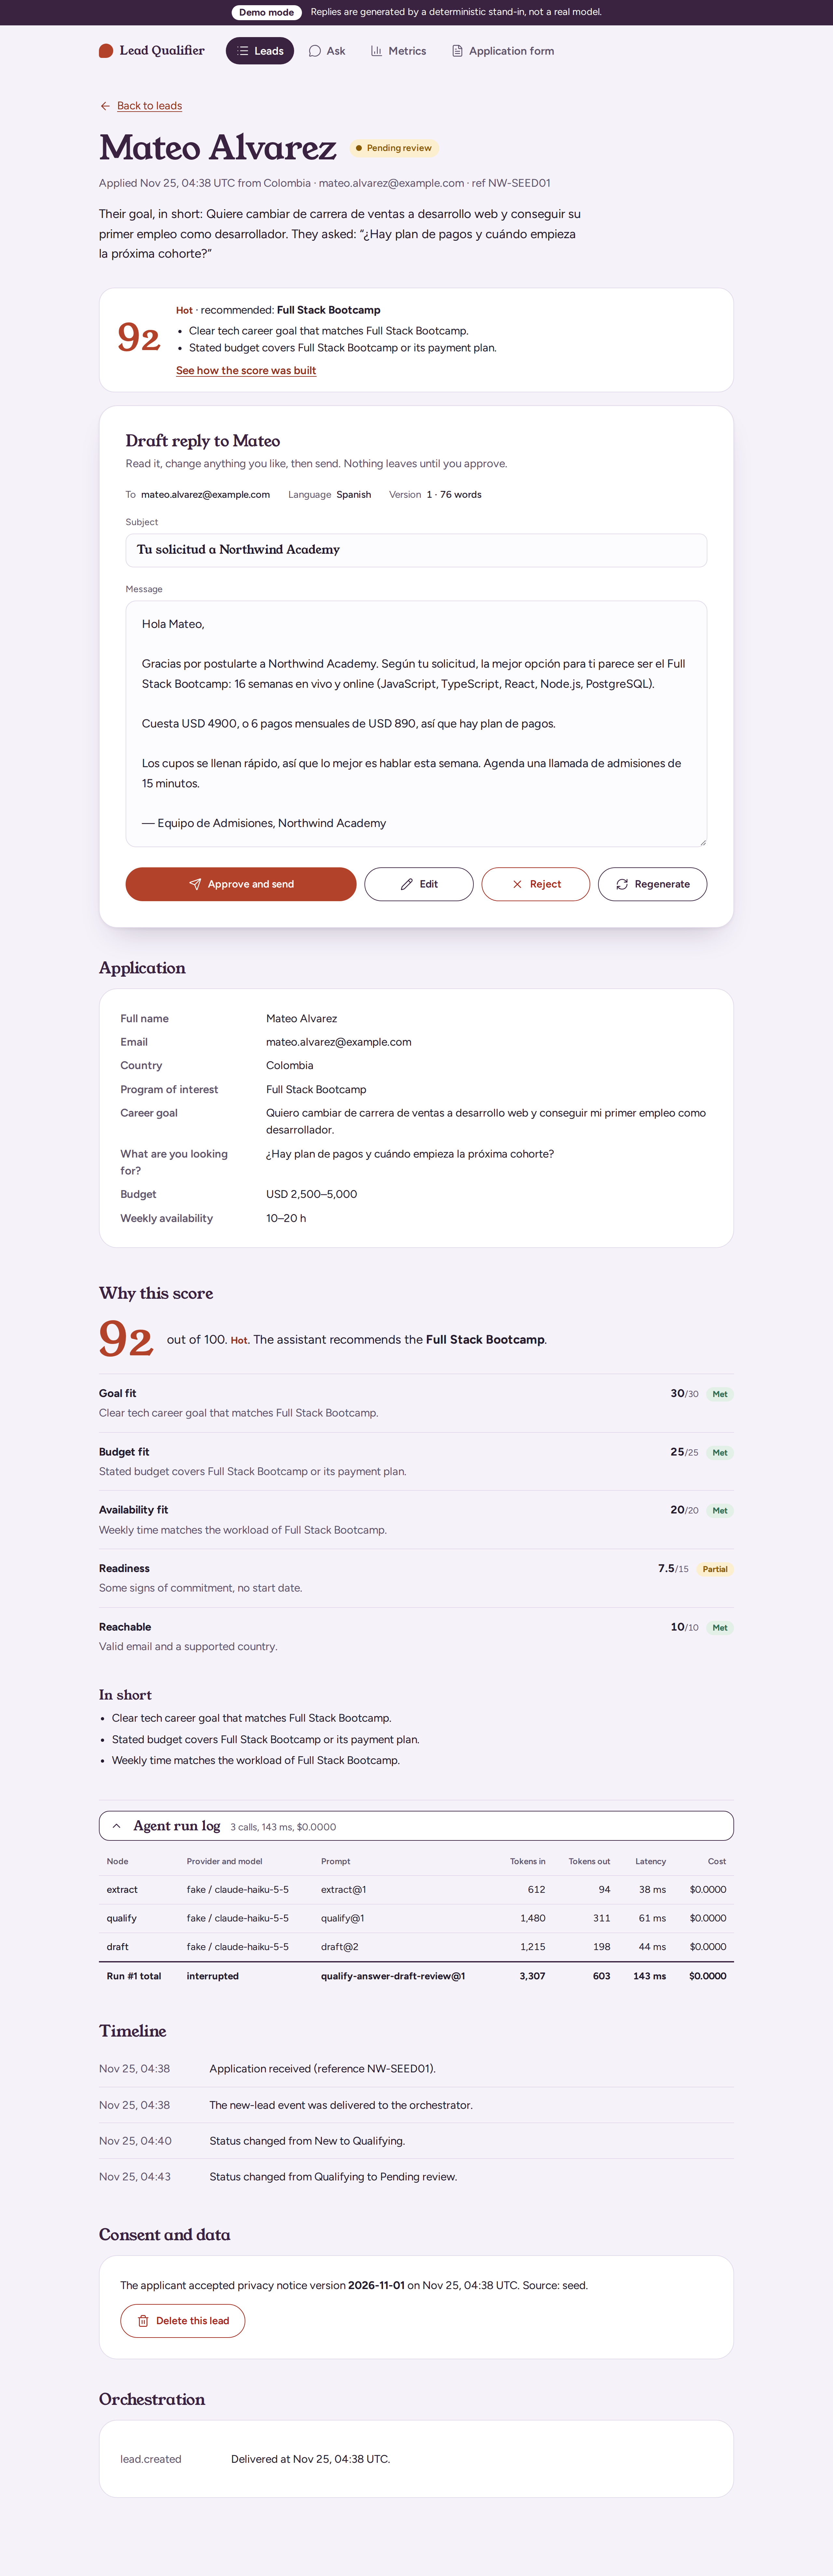 Demo mode Replies are generated by a deterministic stand-in, not a real model.
Lead Qualifier Leads Ask Metrics Application form
Back to leads
Mateo Alvarez Pending review
Applied Nov 25, 04:38 UTC from Colombia · mateo.alvarez@example.com · ref NW-SEED01
Their goal, in short: Quiere cambiar de carrera de ventas a desarrollo web y conseguir su
primer empleo como desarrollador. They asked: “¿Hay plan de pagos y cuándo empieza
la próxima cohorte?”
92
Hot · recommended: Full Stack Bootcamp
• Clear tech career goal that matches Full Stack Bootcamp.
• Stated budget covers Full Stack Bootcamp or its payment plan.
See how the score was built
Draft reply to Mateo
Read it, change anything you like, then send. Nothing leaves until you approve.
To mateo.alvarez@example.com Language Spanish Version 1 · 76 words
Subject
Tu solicitud a Northwind Academy
Message
Hola Mateo,
Gracias por postularte a Northwind Academy. Según tu solicitud, la mejor opción para ti parece ser el Full
Stack Bootcamp: 16 semanas en vivo y online (JavaScript, TypeScript, React, Node.js, PostgreSQL).
Cuesta USD 4900, o 6 pagos mensuales de USD 890, así que hay plan de pagos.
Los cupos se llenan rápido, así que lo mejor es hablar esta semana. Agenda una llamada de admisiones de
15 minutos.
— Equipo de Admisiones, Northwind Academy
Approve and send Edit Reject Regenerate
Application
Full name Mateo Alvarez
Email mateo.alvarez@example.com
Country Colombia
Program of interest Full Stack Bootcamp
Career goal Quiero cambiar de carrera de ventas a desarrollo web y conseguir mi primer empleo como
desarrollador.
What are you looking ¿Hay plan de pagos y cuándo empieza la próxima cohorte?
for?
Budget USD 2,500–5,000
Weekly availability 10–20 h
Why this score
92 out of 100. Hot. The assistant recommends the Full Stack Bootcamp.
Goal fit 30/30 Met
Clear tech career goal that matches Full Stack Bootcamp.
Budget fit 25/25 Met
Stated budget covers Full Stack Bootcamp or its payment plan.
Availability fit 20/20 Met
Weekly time matches the workload of Full Stack Bootcamp.
Readiness 7.5/15 Partial
Some signs of commitment, no start date.
Reachable 10/10 Met
Valid email and a supported country.
In short
• Clear tech career goal that matches Full Stack Bootcamp.
• Stated budget covers Full Stack Bootcamp or its payment plan.
• Weekly time matches the workload of Full Stack Bootcamp.
Agent run log 3 calls, 143 ms, $0.0000
Node Provider and model Prompt Tokens in Tokens out Latency Cost
extract fake / claude-haiku-5-5 extract@1 612 94 38 ms $0.0000
qualify fake / claude-haiku-5-5 qualify@1 1,480 311 61 ms $0.0000
draft fake / claude-haiku-5-5 draft@2 1,215 198 44 ms $0.0000
Run #1 total interrupted qualify-answer-draft-review@1 3,307 603 143 ms $0.0000
Timeline
Nov 25, 04:38 Application received (reference NW-SEED01).
Nov 25, 04:38 The new-lead event was delivered to the orchestrator.
Nov 25, 04:40 Status changed from New to Qualifying.
Nov 25, 04:43 Status changed from Qualifying to Pending review.
Consent and data
The applicant accepted privacy notice version 2026-11-01 on Nov 25, 04:38 UTC. Source: seed.
Delete this lead
Orchestration
lead.created Delivered at Nov 25, 04:38 UTC.